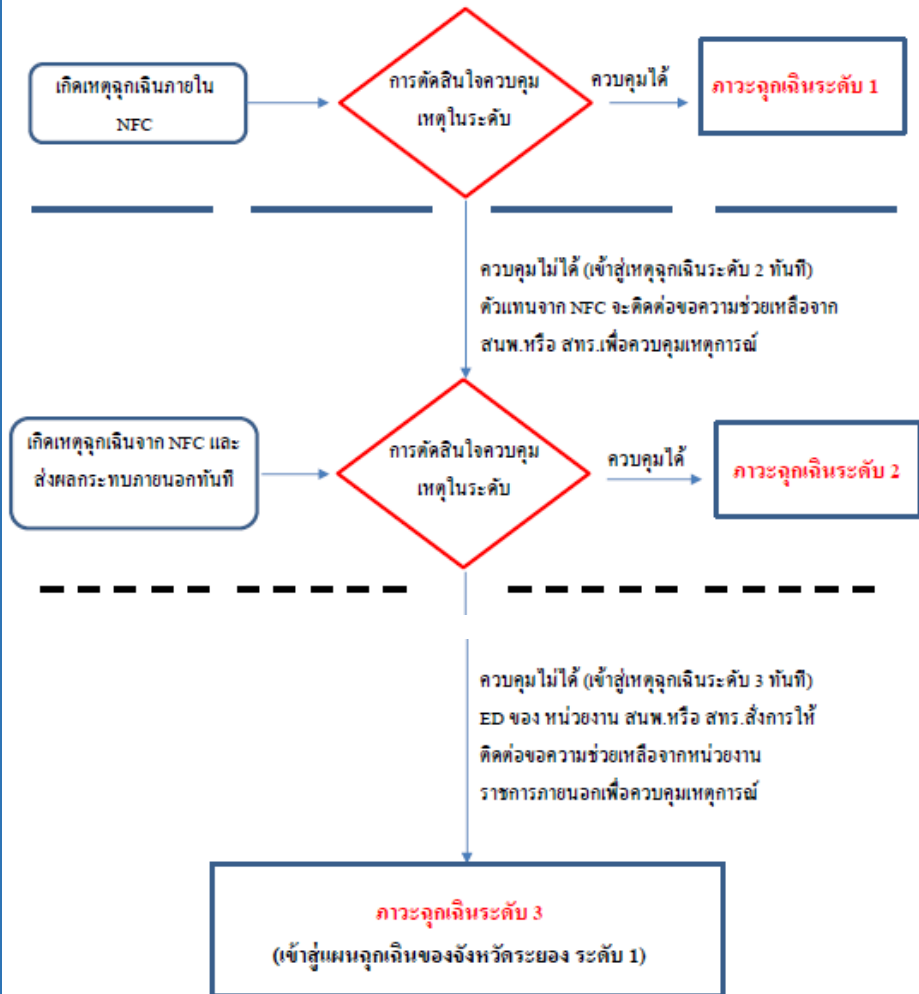 เกิดเหตุฉุกเฉินภายใน
NFC
การตัดสินใจควบคุม
เหตุในระดับ
ควบคุมได้
ภาวะฉุกเฉินระดับ 1
ควบคุมไม่ได้ (เข้าสู่เหตุฉุกเฉินระดับ 2 ทันที)
ตัวแทนจาก NFC จะติดต่อขอความช่วยเหลือจาก
สนพ.หรือ สทร.เพื่อควบคุมเหตุการณ์
เกิดเหตุฉุกเฉินจาก NFC และ
ส่งผลกระทบภายนอกทันที
การตัดสินใจควบคุม
เหตุในระดับ
ควบคุมได้
ภาวะฉุกเฉินระดับ 2
ควบคุมไม่ได้ (เข้าสู่เหตุฉุกเฉินระดับ 3 ทันที)
ED ของ หน่วยงาน สนพ.หรือ สทร.สั่งการให้
ติดต่อขอความช่วยเหลือจากหน่วยงาน
ราชการภายนอกเพื่อควบคุมเหตุการณ์
ภาวะฉุกเฉินระดับ 3
(เข้าสู่แผนฉุกเฉินของจังหวัดระยอง ระดับ 1)